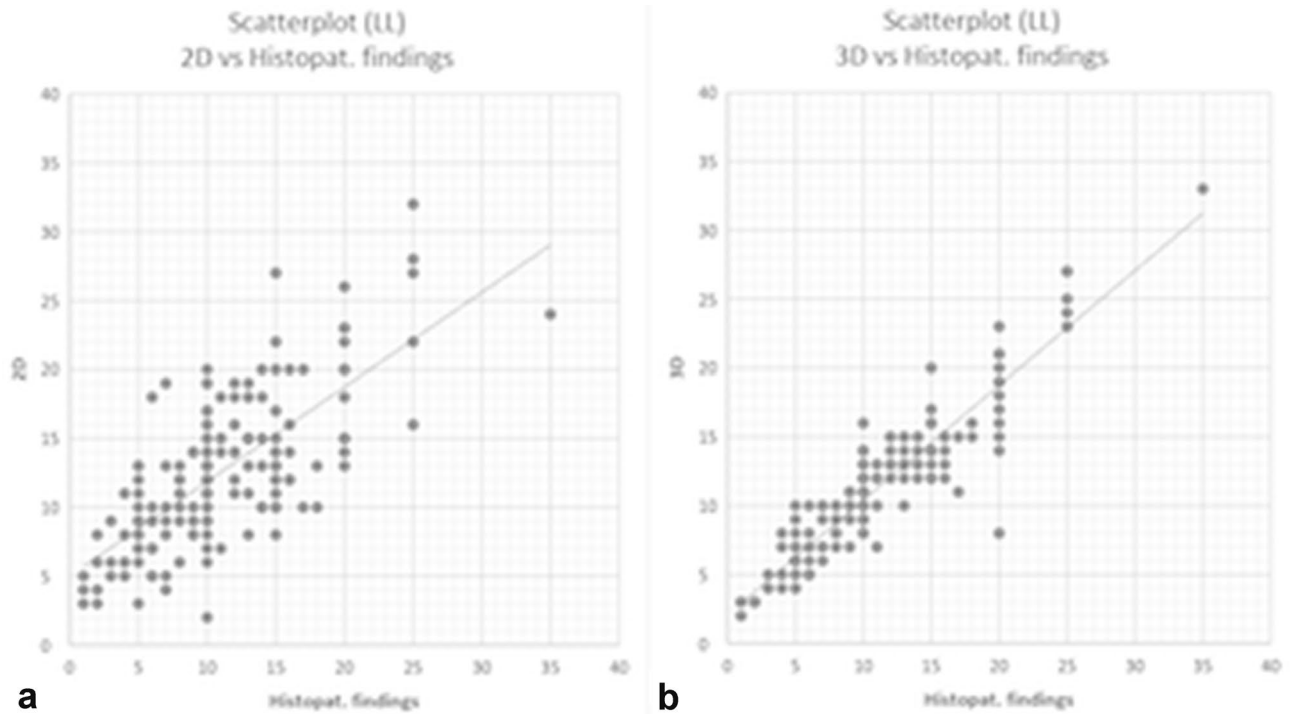 Scatterplot (LL)
2D vs Histopat. findings
40
35
30
25
20
15
10
5
0
2D
0 5 10 15 20 25 30 35 40
Histopat. findings
a
Scatterplot (LL)
3D vs Histopat. findings
40
35
30
25
20
15
10
5
0
3D
0 5 10 15 20 25 30 35 40
Histopat. findings
b